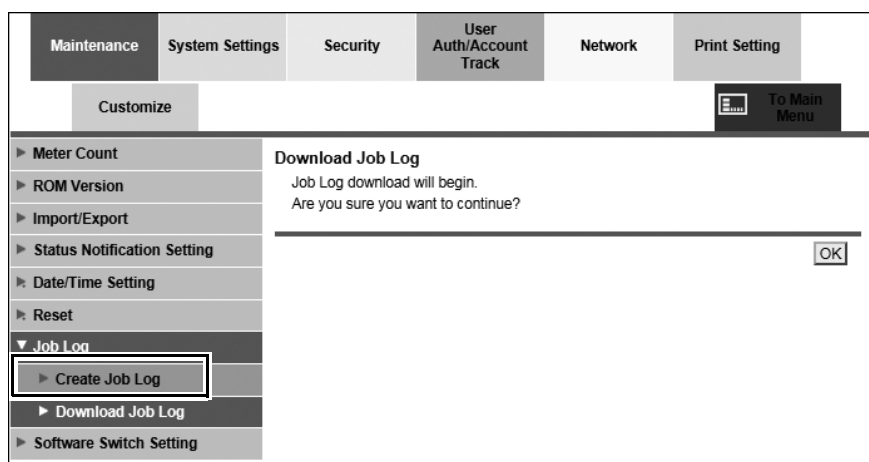 Maintenance
System Settings
Security
User
Auth/Account
Track
Network
Print Setting
Customize
To Main
Menu
Meter Count
ROM Version
Import/Export
Status Notification Setting
Date/Time Setting
Reset
Job Log
Create Job Log
Download Job Log
Software Switch Setting
Download Job Log
Job Log download will begin.
Are you sure you want to continue?
OK